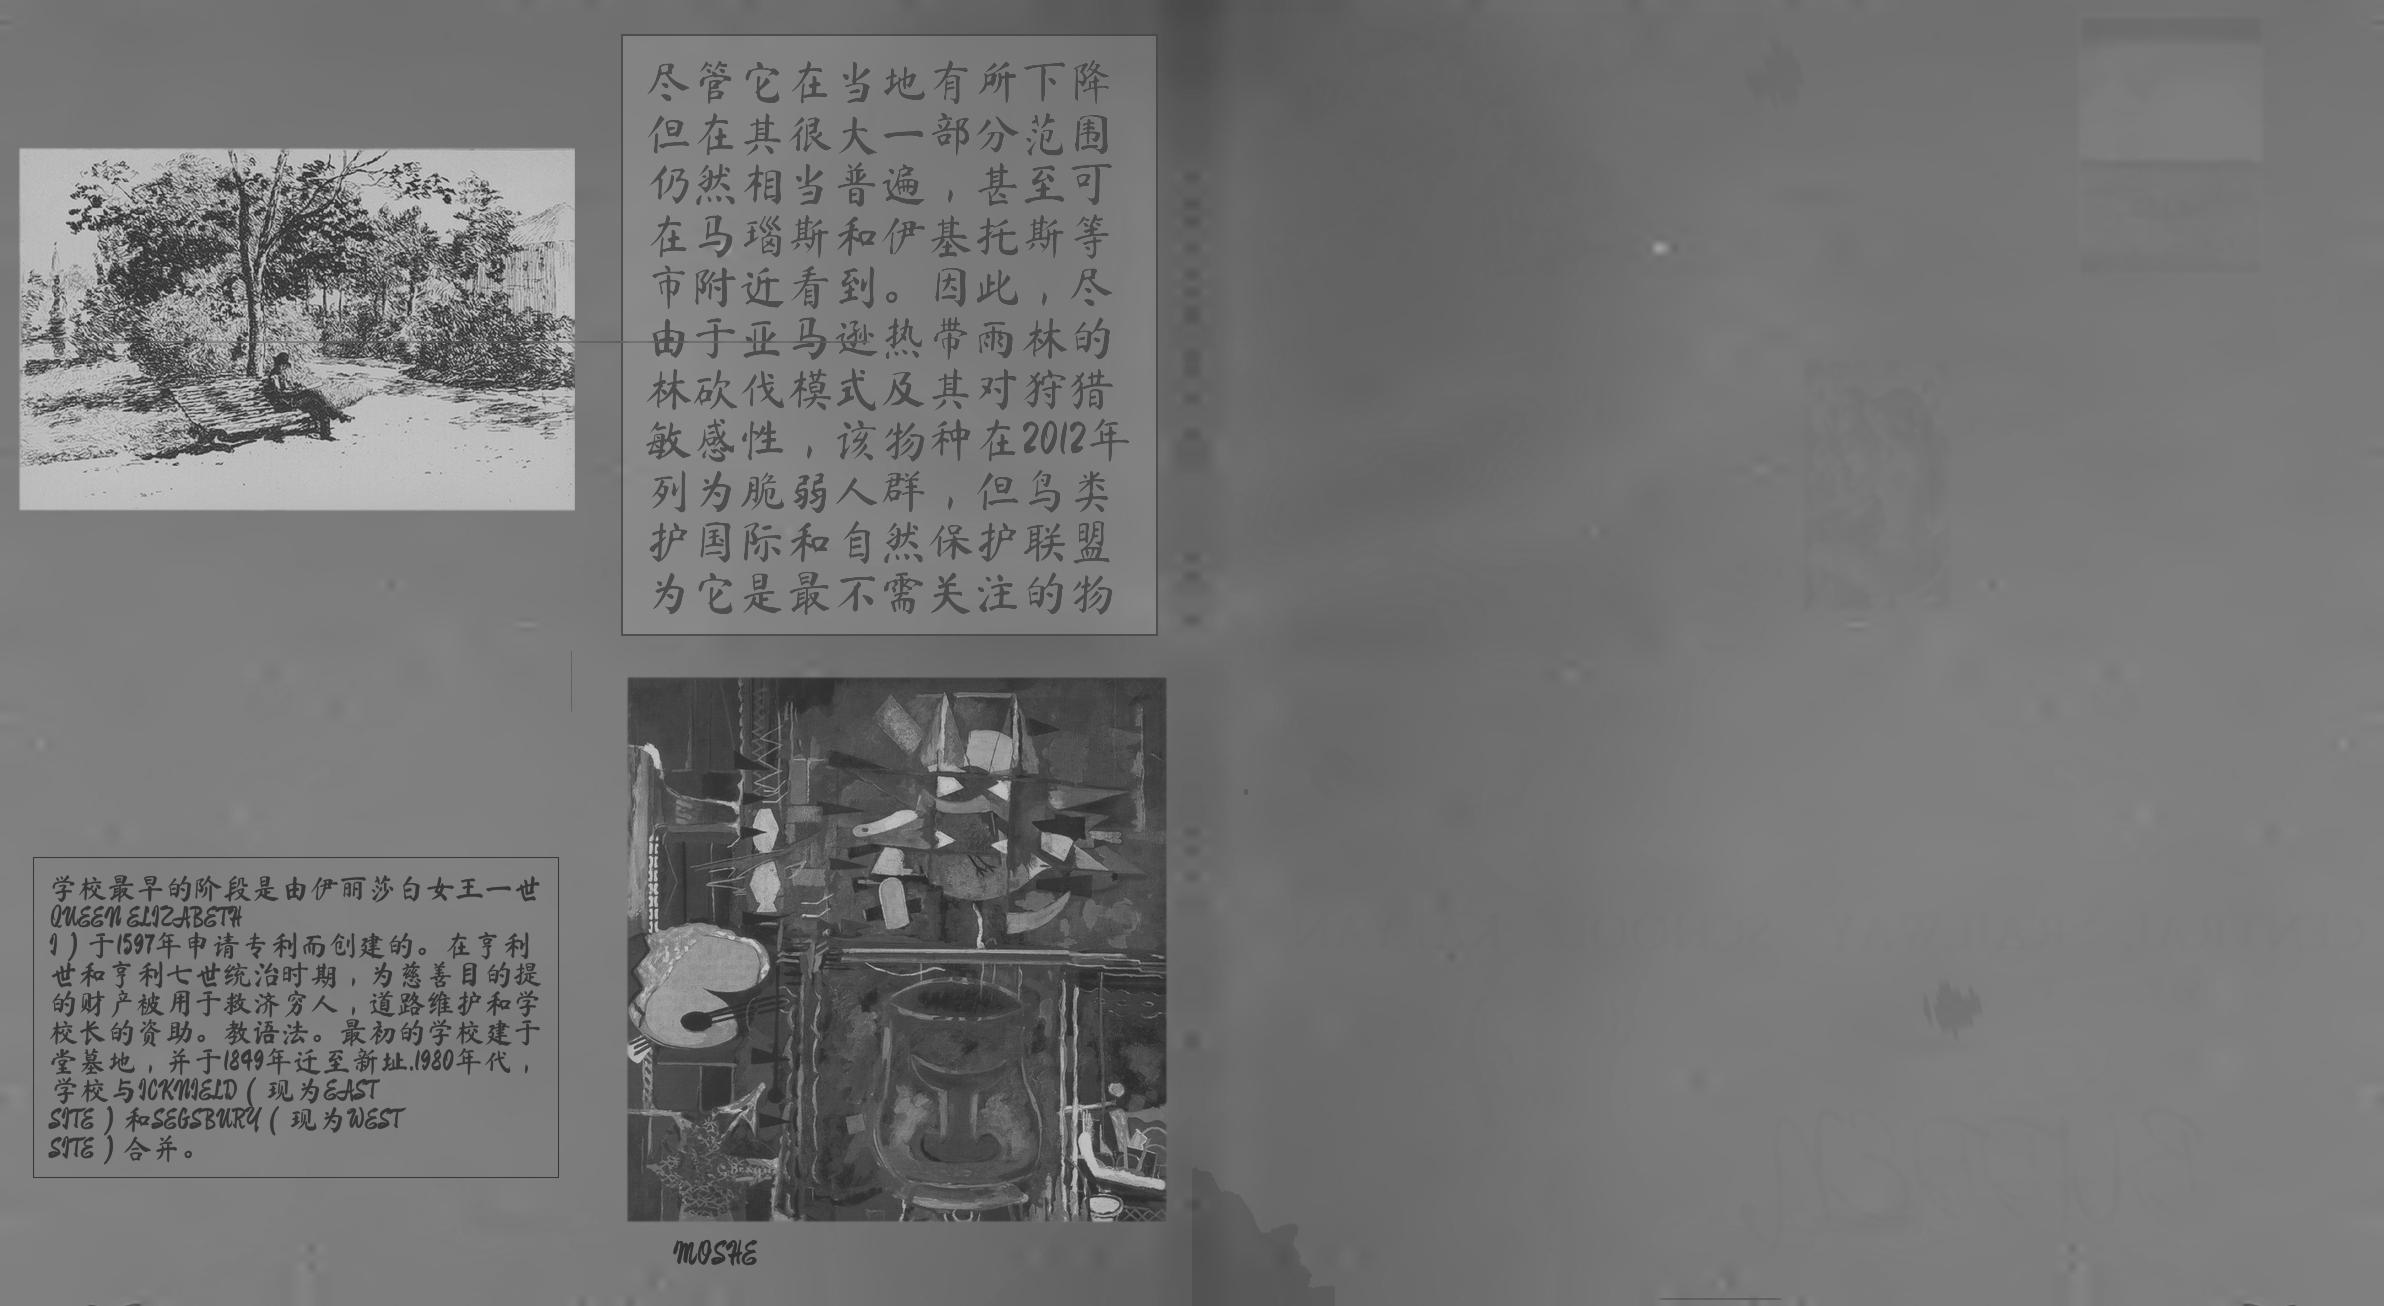 尽管它在当地有所下降
但在其很大一部分范围
仍然相当普遍，甚至可
在马瑙斯和伊基托斯等
市附近看到。因此，尽
由于亚马逊热带雨林的
林砍伐模式及其对狩猎
敏感性，该物种在2012年
列为脆弱人群，但鸟类
护国际和自然保护联盟
为它是最不需关注的物
学校最早的阶段是由伊丽莎白女王一世
QUEEN ELIZABETH
I）于1597年申请专利而创建的。在亨利
世和亨利七世统治时期，为慈善目的提
的财产被用于救济穷人，道路维护和学
校长的资助。教语法。最初的学校建于
堂墓地，并于1849年迁至新址.1980年代，
学校与ICKNIELD（现为EAST
SITE）和SEGSBURY（现为WEST
SITE）合并。
MOSHE